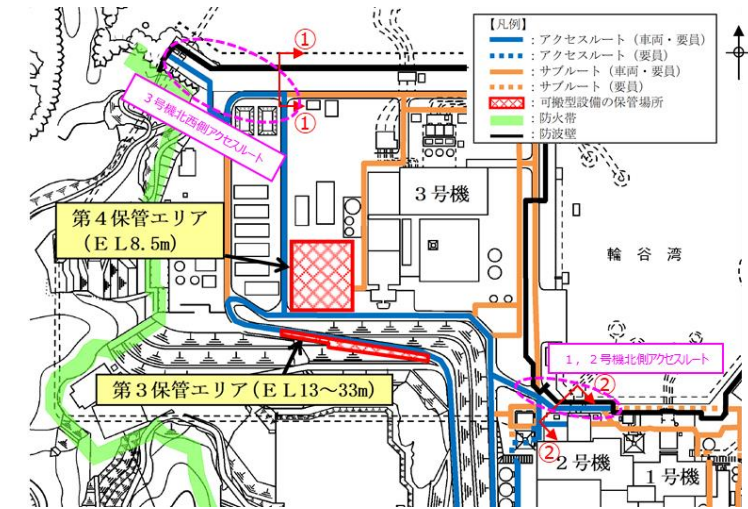 【凡例】
：アクセスルート（車両・要員）
：アクセスルート（要員）
：サブルート（車両・要員）
：サブルート（要員）
：可搬型設備の保管場所
：防火帯
：防波壁
①
①
３号機北西側アクセスルート
３号機
第４保管エリア
（ＥＬ8.5m）
輪谷湾
１，２号機北側アクセスルート
第３保管エリア（ＥＬ13～33m）
②
②
２号機
１号機